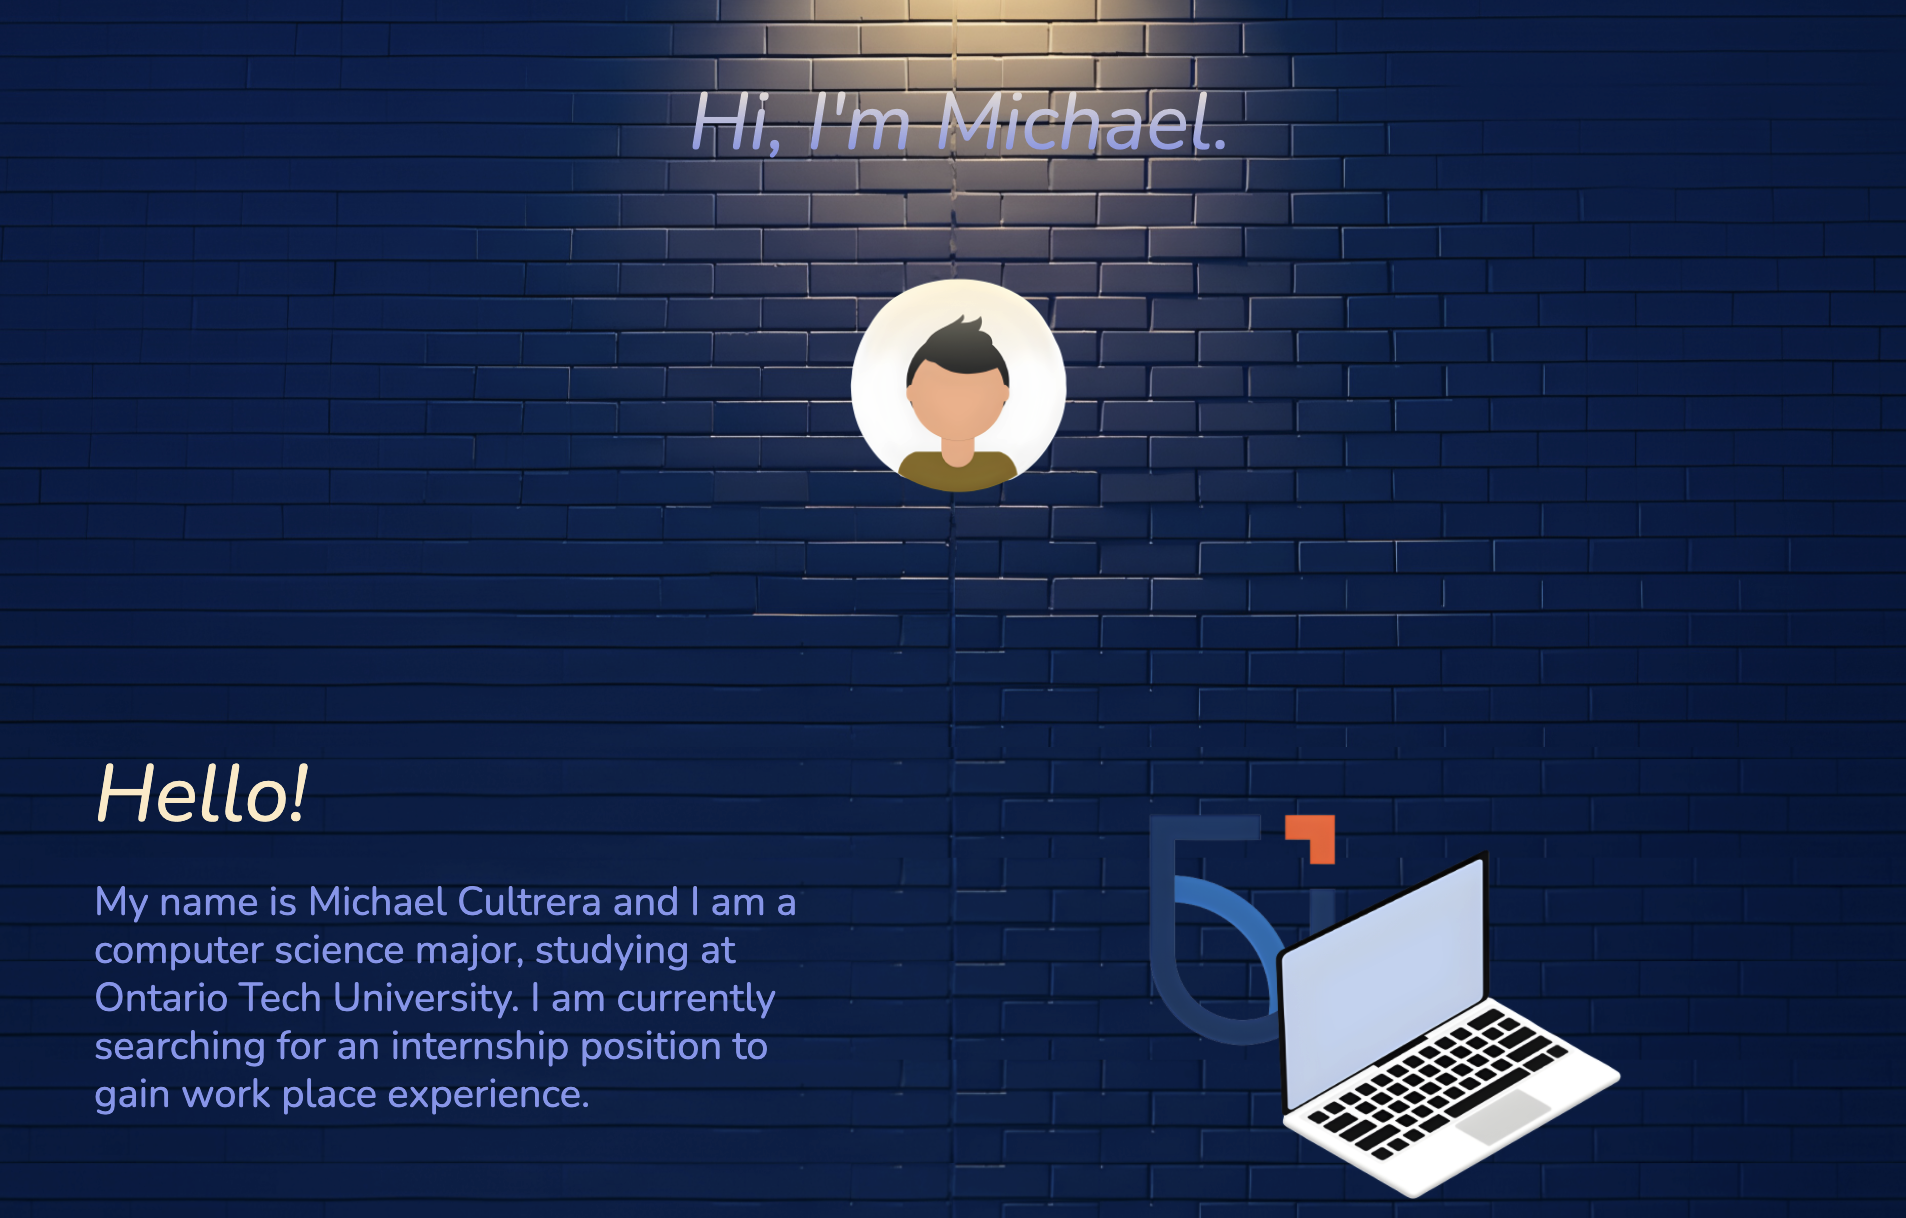 Hi, I'm Michael.
Hello!
My name is Michael Cultrera and I am a
computer science major, studying at
Ontario Tech University. I am currently
searching for an internship position to
gain work place experience.